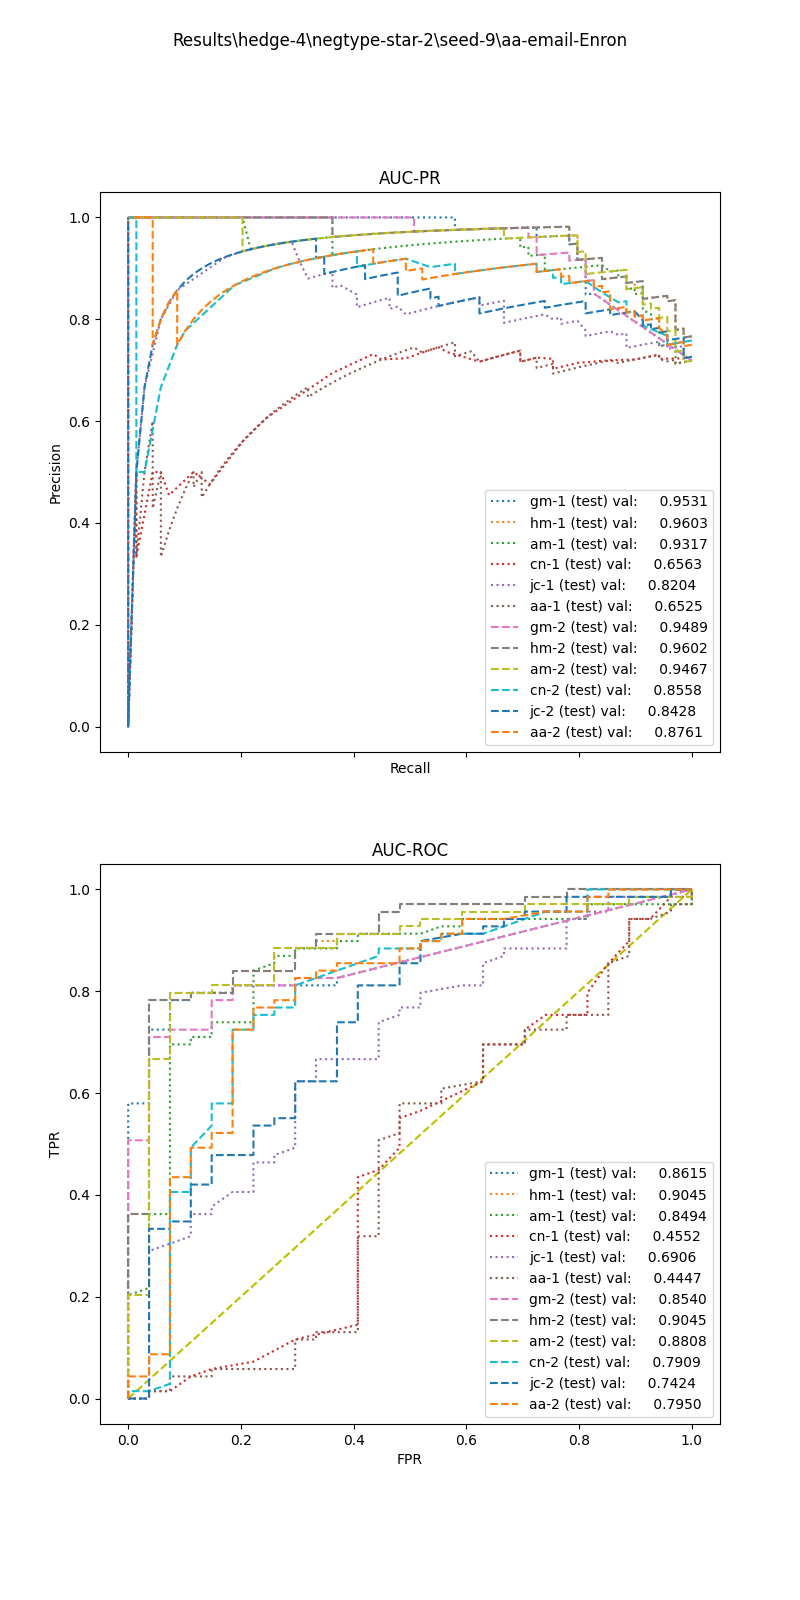 Results\hedge-4\negtype-star-2\seed-9\aa-email-Enron
AUC-PR
1.0
0.8
0.6
0.4
0.2
0.0
Precision
Recall
gm-1 (test) val: 0.9531
hm-1 (test) val: 0.9603
am-1 (test) val: 0.9317
cn-1 (test) val: 0.6563
jc-1 (test) val: 0.8204
aa-1 (test) val: 0.6525
gm-2 (test) val: 0.9489
hm-2 (test) val: 0.9602
am-2 (test) val: 0.9467
cn-2 (test) val: 0.8558
jc-2 (test) val: 0.8428
aa-2 (test) val: 0.8761
AUC-ROC
1.0
0.8
0.6
0.4
0.2
0.0
TPR
gm-1 (test) val: 0.8615
hm-1 (test) val: 0.9045
am-1 (test) val: 0.8494
cn-1 (test) val: 0.4552
jc-1 (test) val: 0.6906
aa-1 (test) val: 0.4447
gm-2 (test) val: 0.8540
hm-2 (test) val: 0.9045
am-2 (test) val: 0.8808
cn-2 (test) val: 0.7909
jc-2 (test) val: 0.7424
aa-2 (test) val: 0.7950
0.0 0.2 0.4 0.6 0.8 1.0
FPR